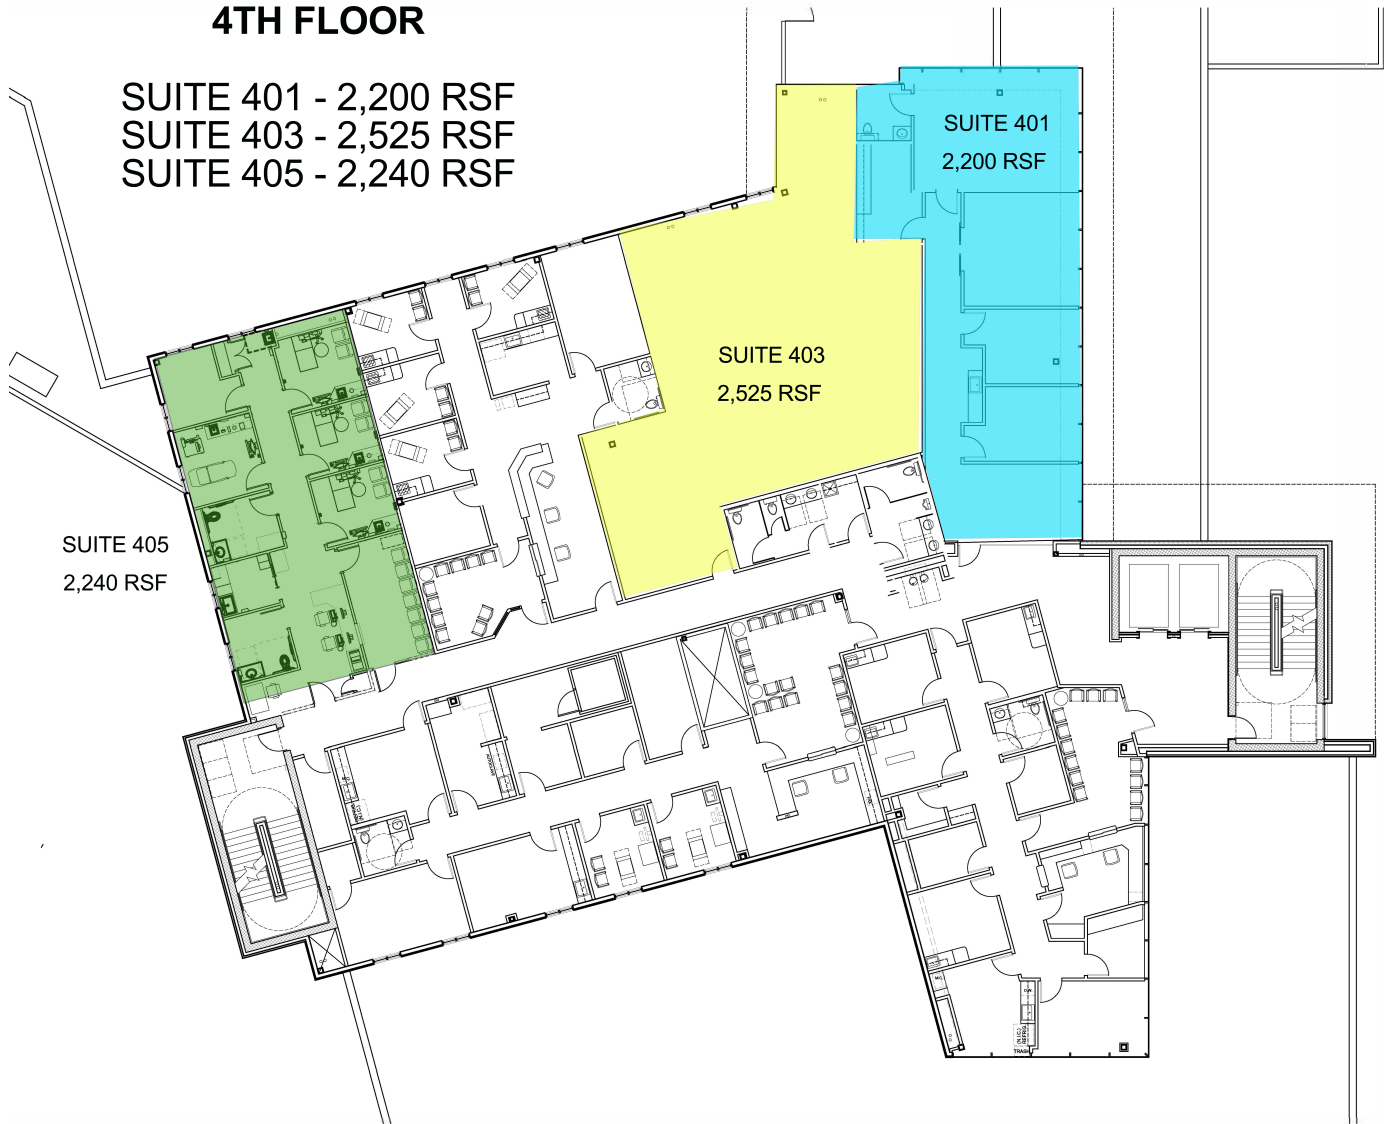 4TH FLOOR
SUITE 401 - 2,200 RSF
SUITE 403 - 2,525 RSF
SUITE 405 - 2,240 RSF
SUITE 401
2,200 RSF
SUITE 403
2,525 RSF
SUITE 405
2,240 RSF
D.W.
(N.I.C.)
REFRIG.
TRASH